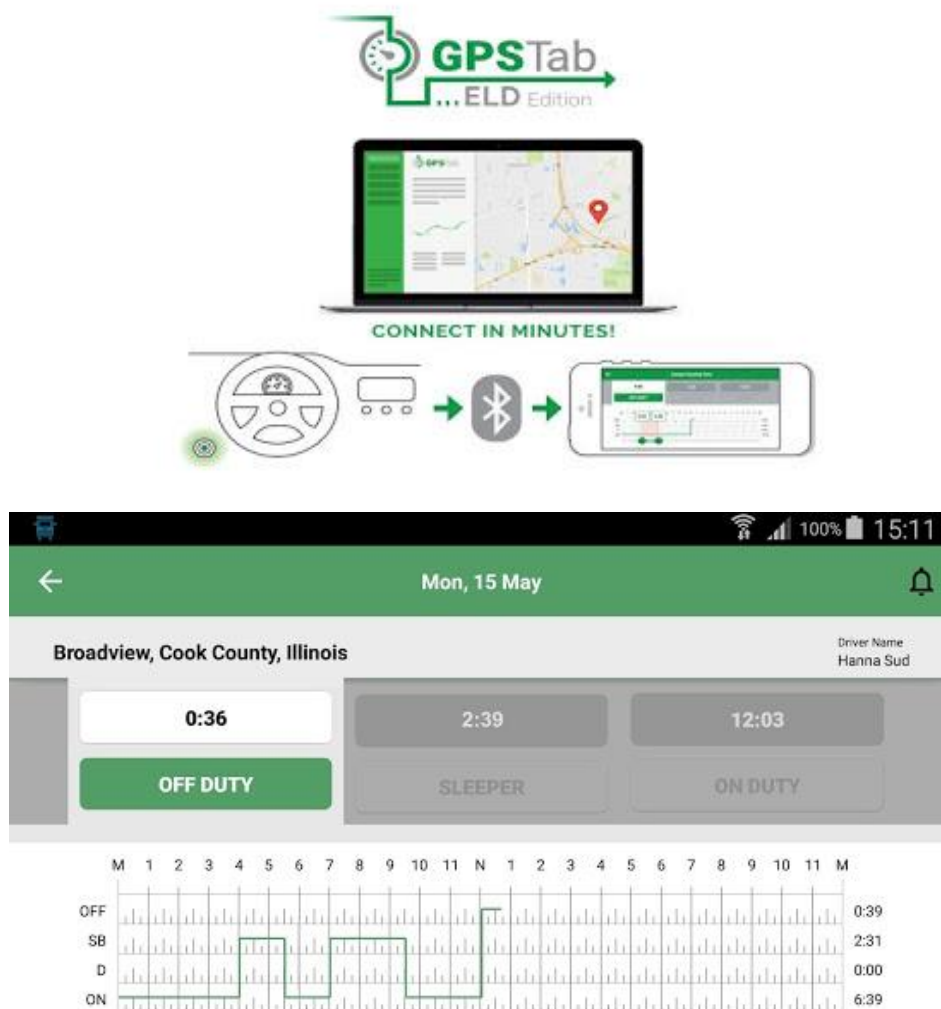 GPSTab
...ELD Edition
GPSTab
CONNECT IN MINUTES!
100% 15:11
Mon, 15 May
Broadview, Cook County, Illinois
Driver Name
Hanna Sud
0:36 2:39 12:03
OFF DUTY SLEEPER ON DUTY
M 1 2 3 4 5 6 7 8 9 10 11 N 1 2 3 4 5 6 7 8 9 10 11 M
OFF 0:39
SB 2:31
D 0:00
ON 6:39